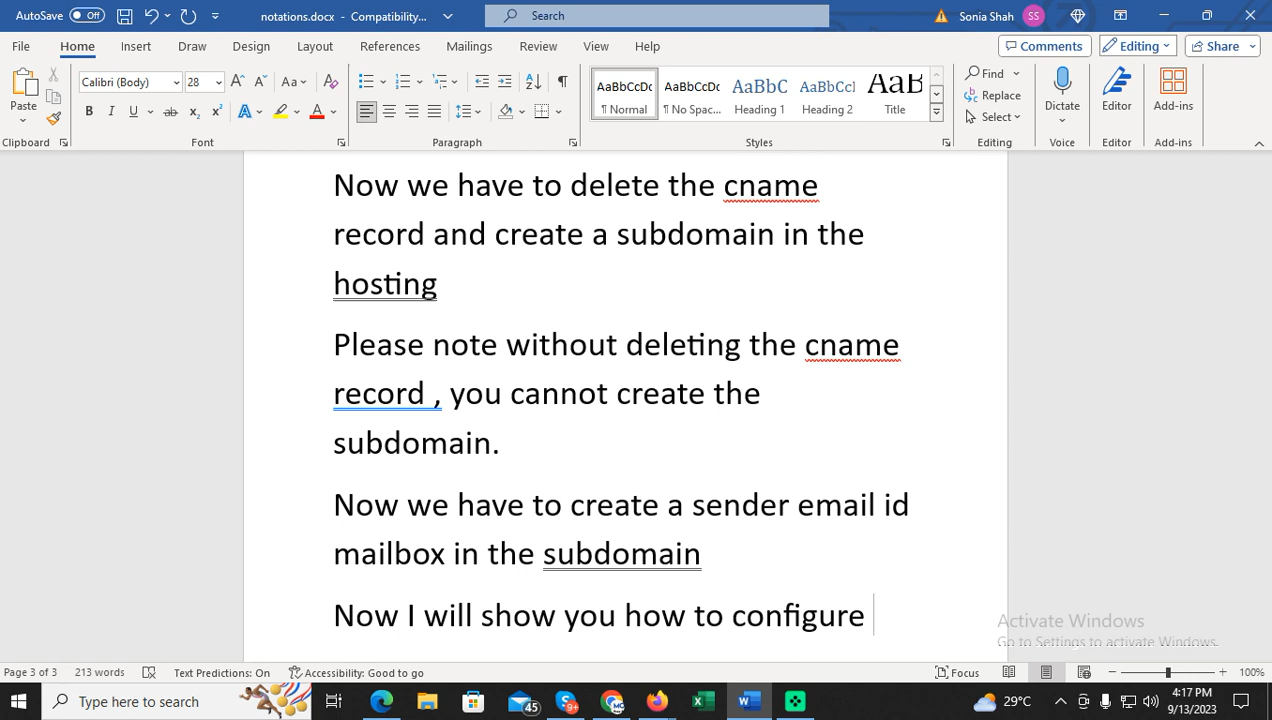 AutoSave Off notations.docx - Compatibility... Search Sonia Shah SS
File Home Insert Draw Design Layout References Mailings Review View Help Comments Editing Share
Calibri (Body) 28 Aa AaBbCcDc AaBbCcDc AaBbC AaBbCcI AaB Find
Paste B I U ab x₂ x² A A ¶ Normal ¶ No Spac... Heading 1 Heading 2 Title Replace Dictate Editor Add-ins
Select
Clipboard Font Paragraph Styles Editing Voice Editor Add-ins
Now we have to delete the cname
record and create a subdomain in the
hosting
Please note without deleting the cname
record , you cannot create the
subdomain.
Now we have to create a sender email id
mailbox in the subdomain
Now I will show you how to configure
Activate Windows
Go to Settings to activate Windows.
Page 3 of 3 213 words Text Predictions: On Accessibility: Good to go Focus 100%
Type here to search 45 9+ 29°C 4:17 PM
9/13/2023